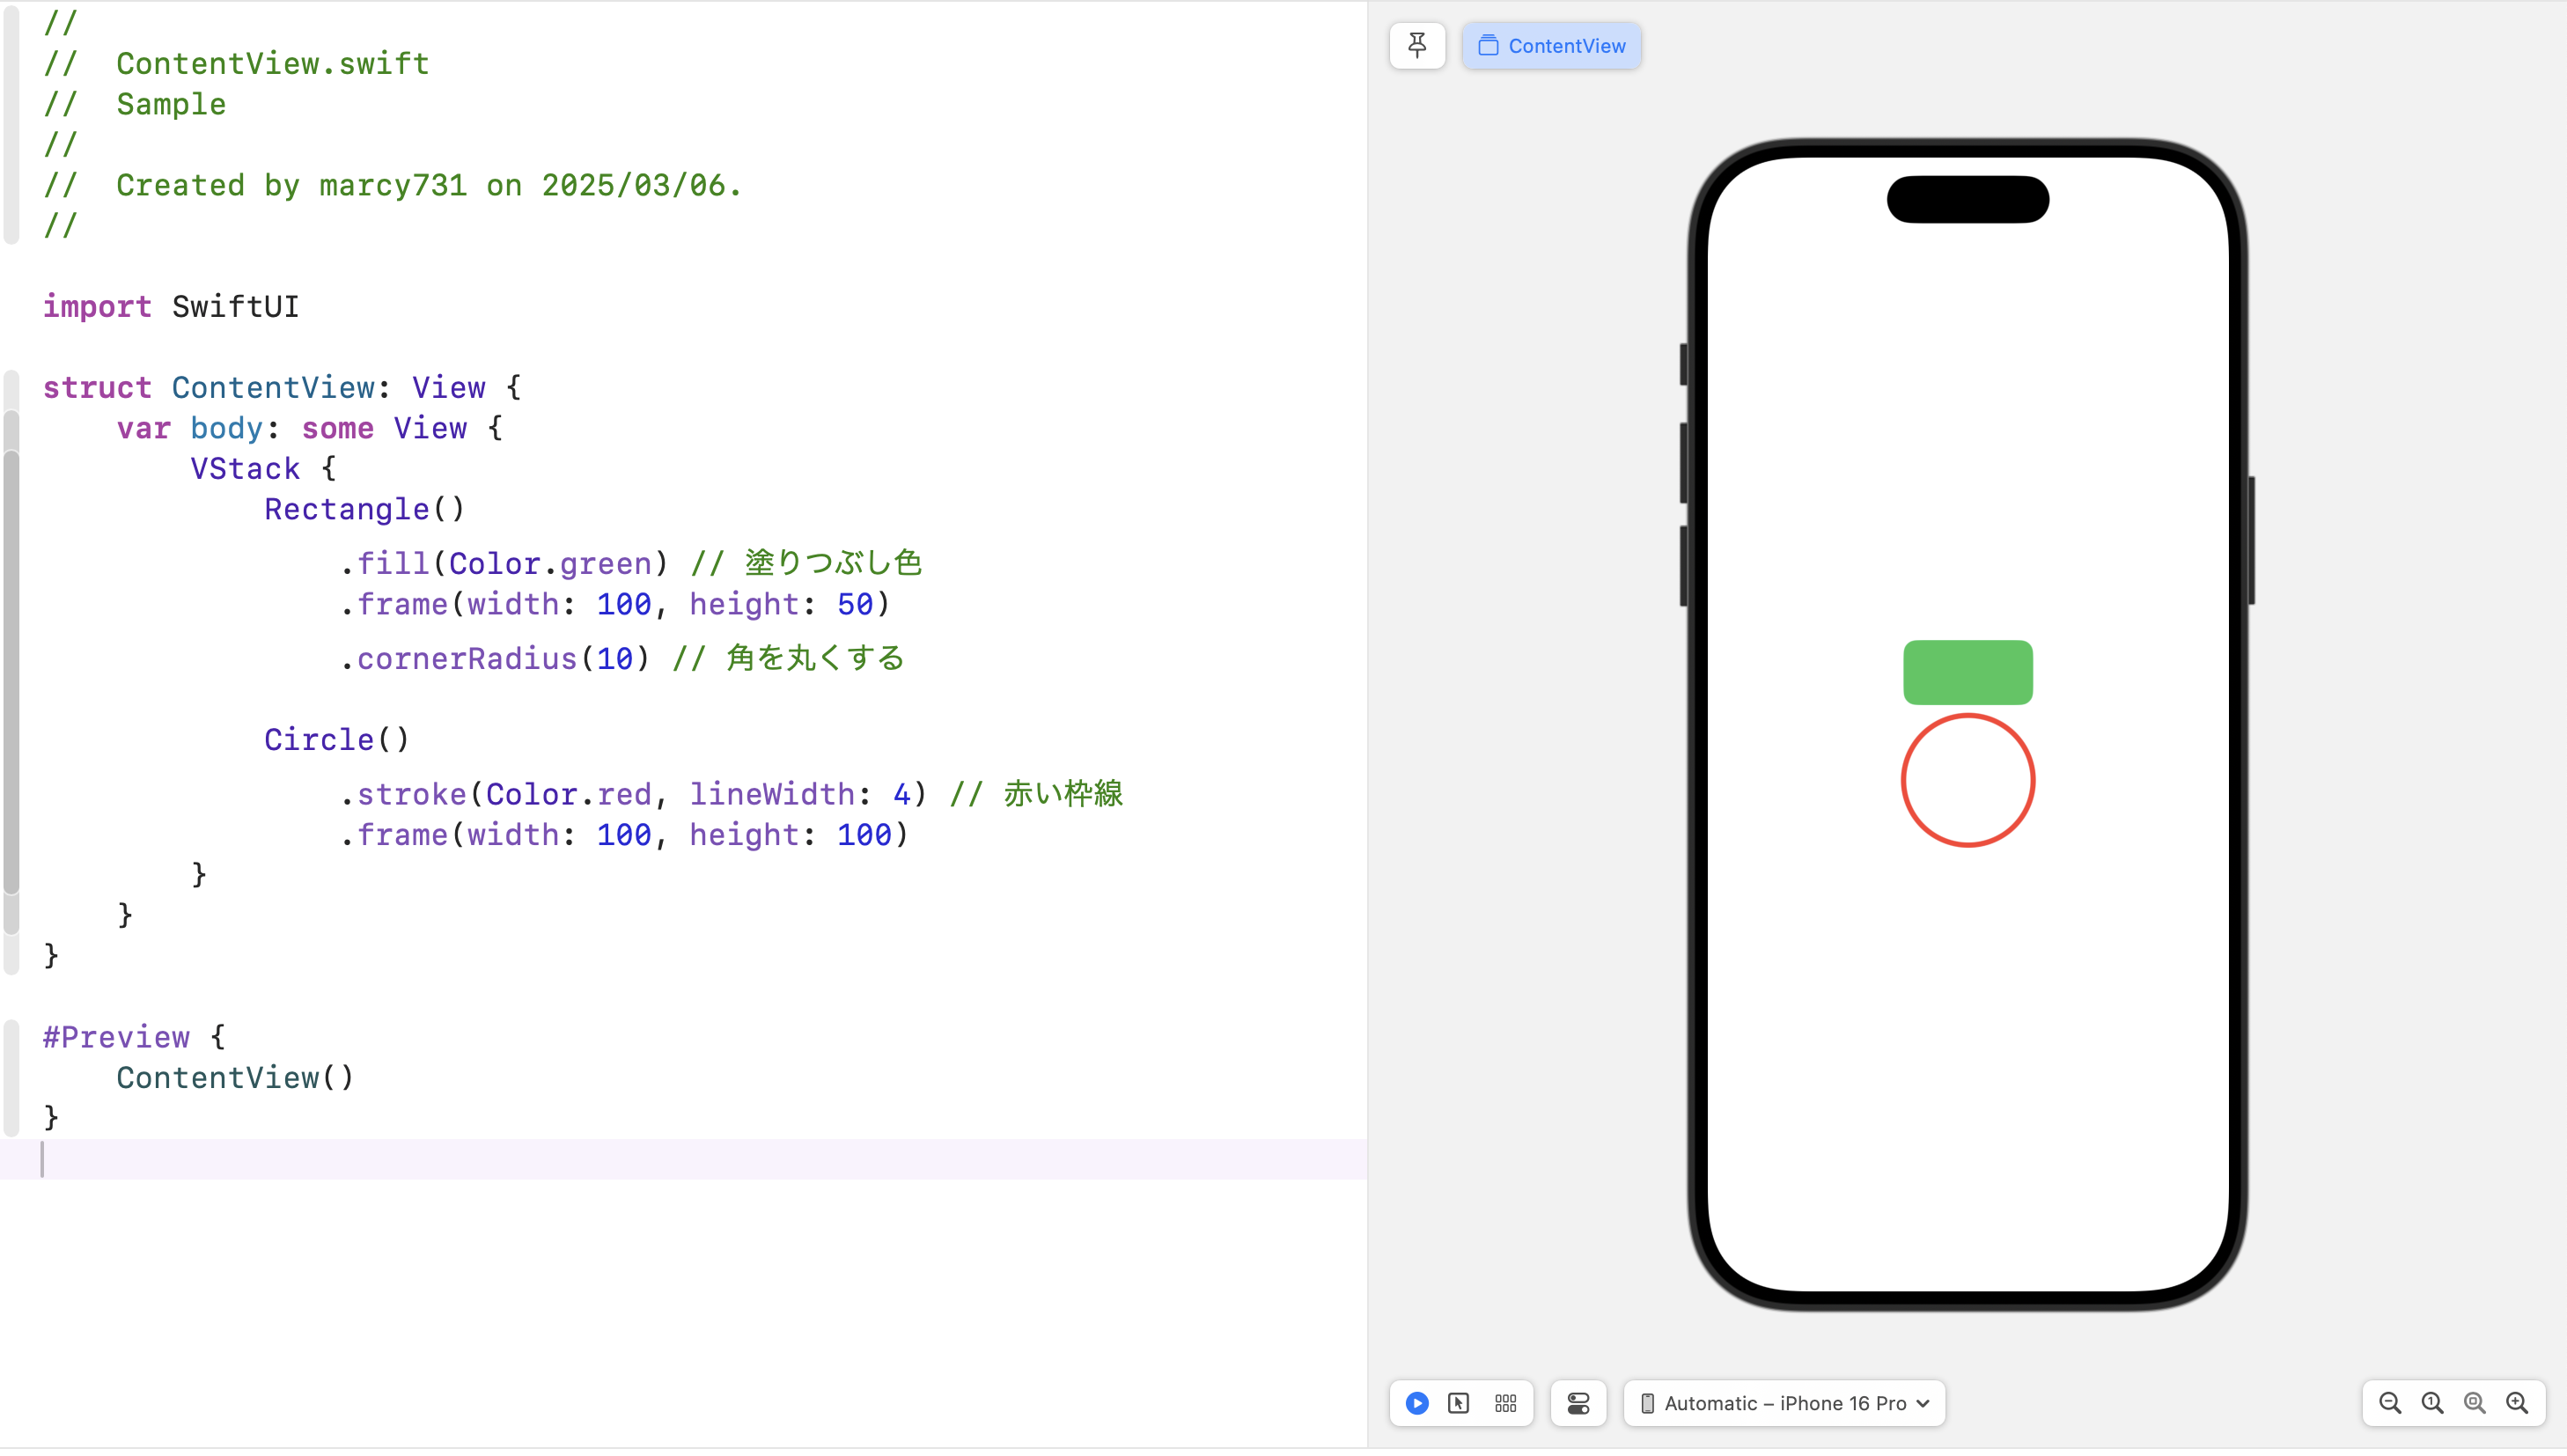 //
//  ContentView.swift
//  Sample
//
//  Created by marcy731 on 2025/03/06.
//
import SwiftUI
struct ContentView: View {
    var body: some View {
        VStack {
            Rectangle()
                .fill(Color.green) // 塗りつぶし色
                .frame(width: 100, height: 50)
                .cornerRadius(10) // 角を丸くする
            Circle()
                .stroke(Color.red, lineWidth: 4) // 赤い枠線
                .frame(width: 100, height: 100)
        }
    }
}
#Preview {
    ContentView()
}
ContentView
Automatic – iPhone 16 Pro
1